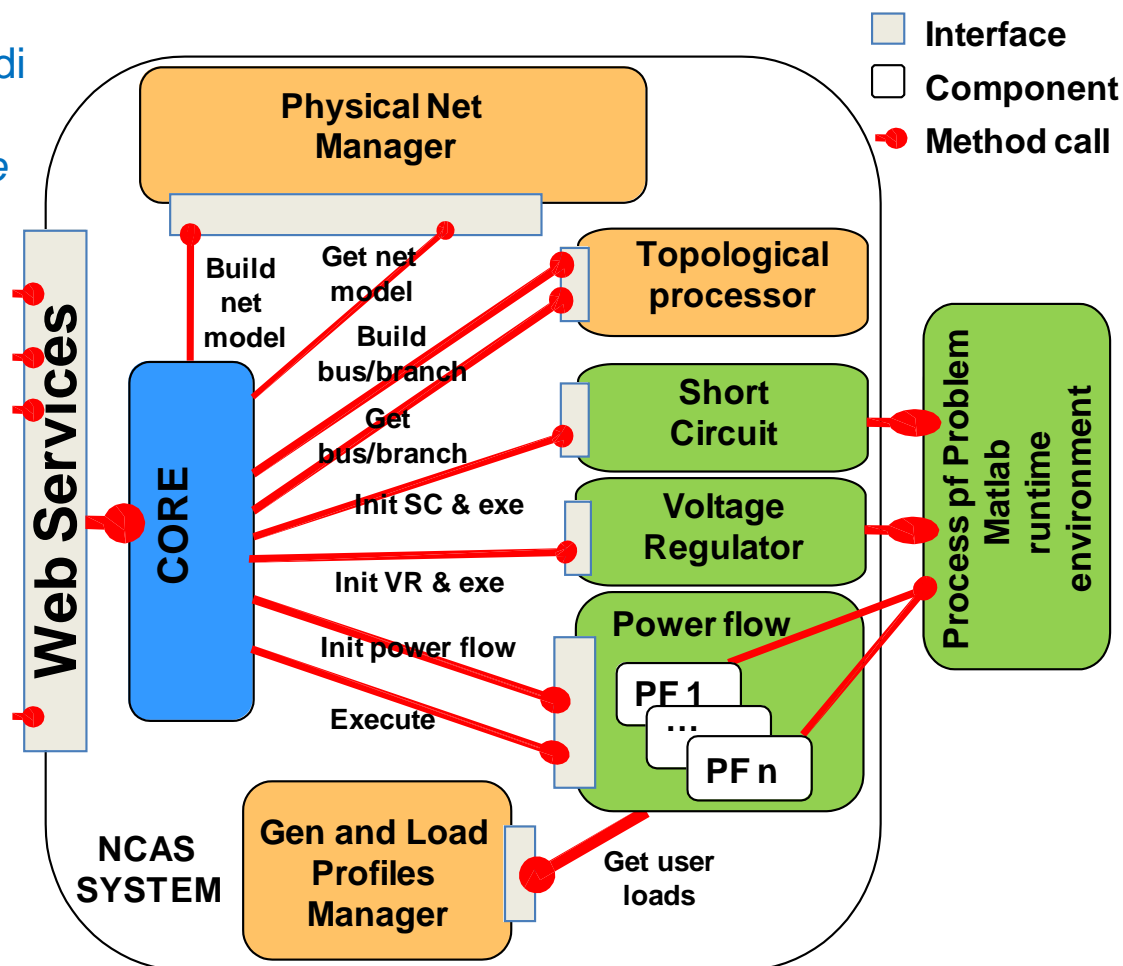 di
e
Interface
Component
Method call
Physical Net
Manager
Build
net
model
Get net
model
Topological
processor
Build
bus/branch
Get
bus/branch
Short
Circuit
Init SC & exe
Voltage
Regulator
Init VR & exe
Power flow
Init power flow
PF 1
...
PF n
Execute
Web Services
CORE
Process pf Problem
Matlab
runtime
environment
NCAS
SYSTEM
Gen and Load
Profiles
Manager
Get user
loads